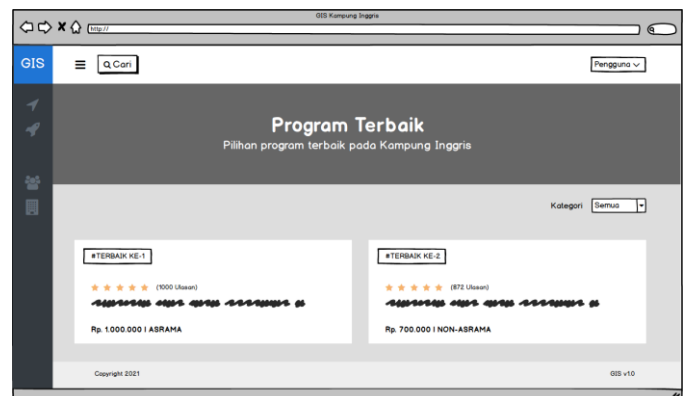 GIS Kampung Inggris
http://
GIS
Cari
Pengguna
Program Terbaik
Pilihan program terbaik pada Kampung Inggris
Kategori Semua
#TERBAIK KE-1
(1000 Ulasan)
Rp. 1.000.000 | ASRAMA
#TERBAIK KE-2
(872 Ulasan)
Rp. 700.000 | NON-ASRAMA
Copyright 2021
GIS v1.0